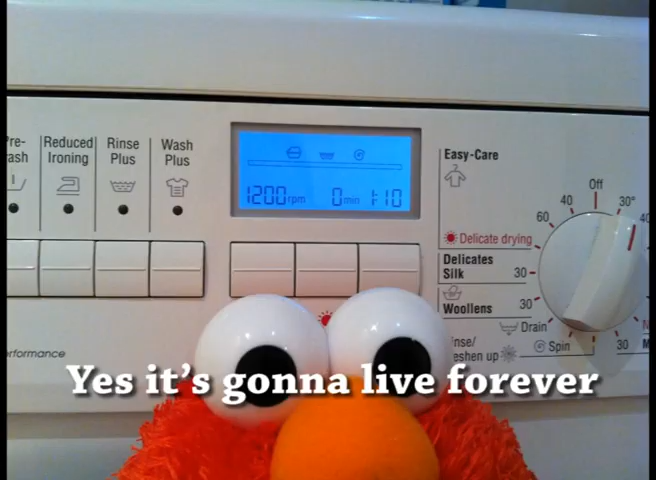 Reduced
Ironing
Rinse
Plus
Wash
Plus
1200rpm 0min 1:10
Easy-Care
Delicate drying
Delicates
Silk
30
Woollens
30
Drain
Spin
Off
30°
40
60
30
Yes it's gonna live forever